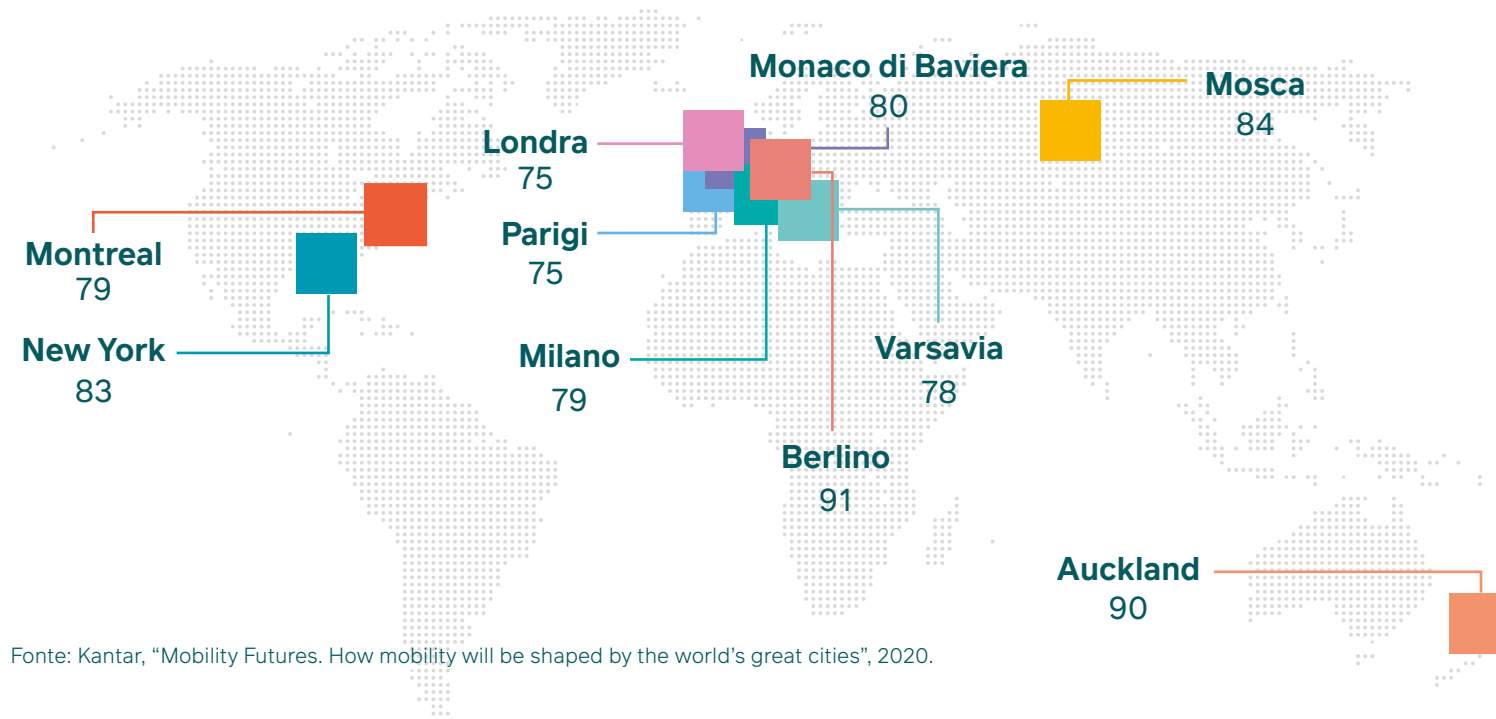 Monaco di Baviera
80
Mosca
84
Londra
75
Parigi
75
Montreal
79
New York
83
Milano
79
Varsavia
78
Berlino
91
Auckland
90
Fonte: Kantar, “Mobility Futures. How mobility will be shaped by the world’s great cities”, 2020.